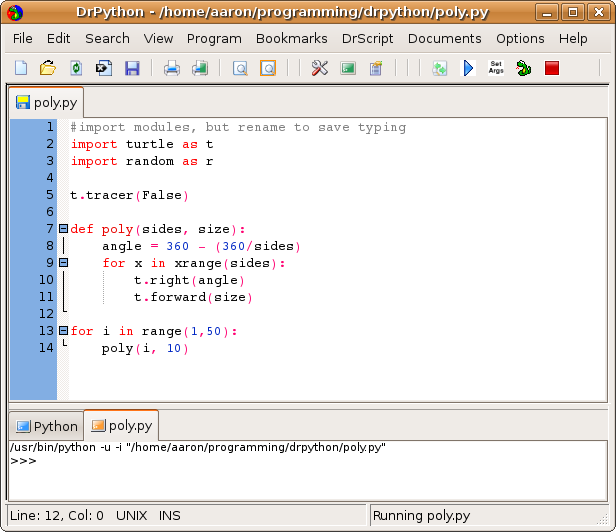 DrPython - /home/aaron/programming/drpython/poly.py
File Edit Search View Program Bookmarks DrScript Documents Options Help
Set Args
poly.py
1 #import modules, but rename to save typing
2 import turtle as t
3 import random as r
4
5 t.tracer(False)
6
7 def poly(sides, size):
8     angle = 360 - (360/sides)
9     for x in xrange(sides):
10         t.right(angle)
11         t.forward(size)
12
13 for i in range(1,50):
14     poly(i, 10)
Python poly.py
/usr/bin/python -u -i "/home/aaron/programming/drpython/poly.py"
>>>
Line: 12, Col: 0 UNIX INS Running poly.py